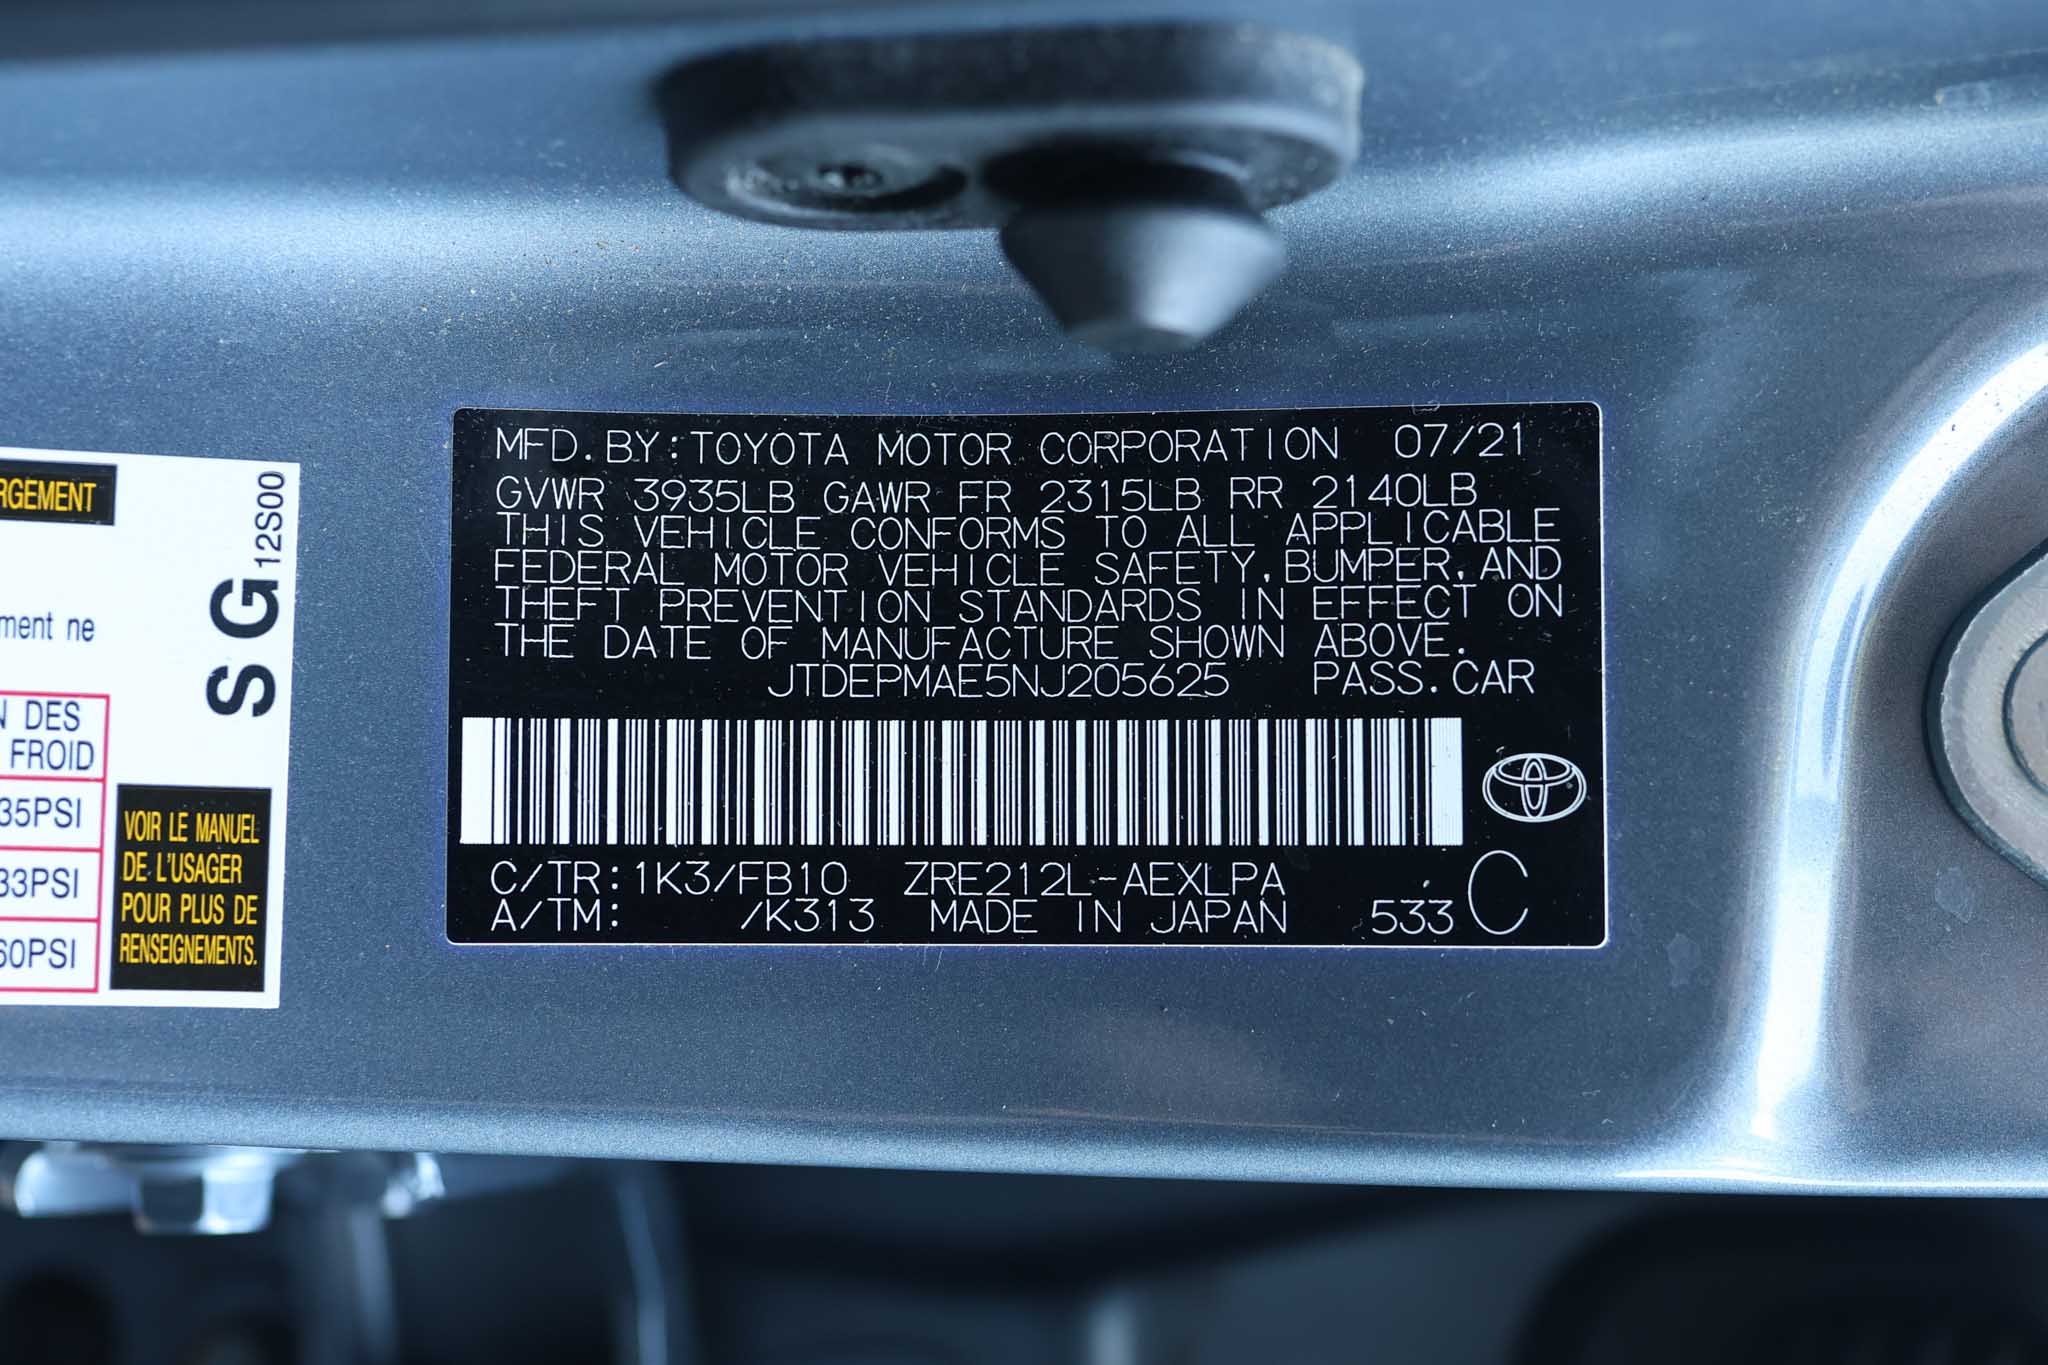 RGEMENT
12S00
ment ne
S G
N DES
FROID
35PSI
33PSI
60PSI
VOIR LE MANUEL
DE L'USAGER
POUR PLUS DE
RENSEIGNEMENTS.
MFD.BY:TOYOTA MOTOR CORPORATION 07/21
GVWR 3935LB GAWR FR 2315LB RR 2140LB
THIS VEHICLE CONFORMS TO ALL APPLICABLE
FEDERAL MOTOR VEHICLE SAFETY,BUMPER,AND
THEFT PREVENTION STANDARDS IN EFFECT ON
THE DATE OF MANUFACTURE SHOWN ABOVE.
JTDEPMAE5NJ205625 PASS.CAR
C/TR:1K3/FB10 ZRE212L-AEXLPA
A/TM: /K313 MADE IN JAPAN 533 C